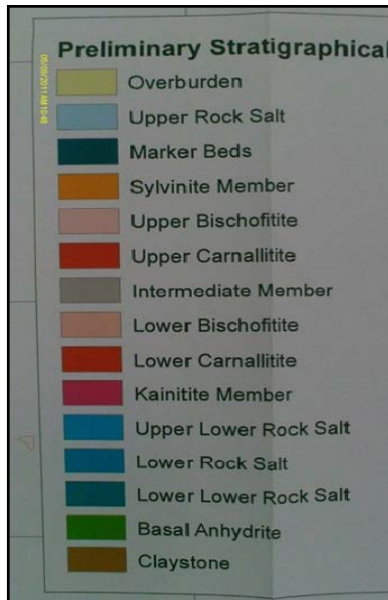 Preliminary Stratigraphical
Overburden
Upper Rock Salt
Marker Beds
Sylvinite Member
Upper Bischofitite
Upper Carnallitite
Intermediate Member
Lower Bischofitite
Lower Carnallitite
Kainitite Member
Upper Lower Rock Salt
Lower Rock Salt
Lower Lower Rock Salt
Basal Anhydrite
Claystone